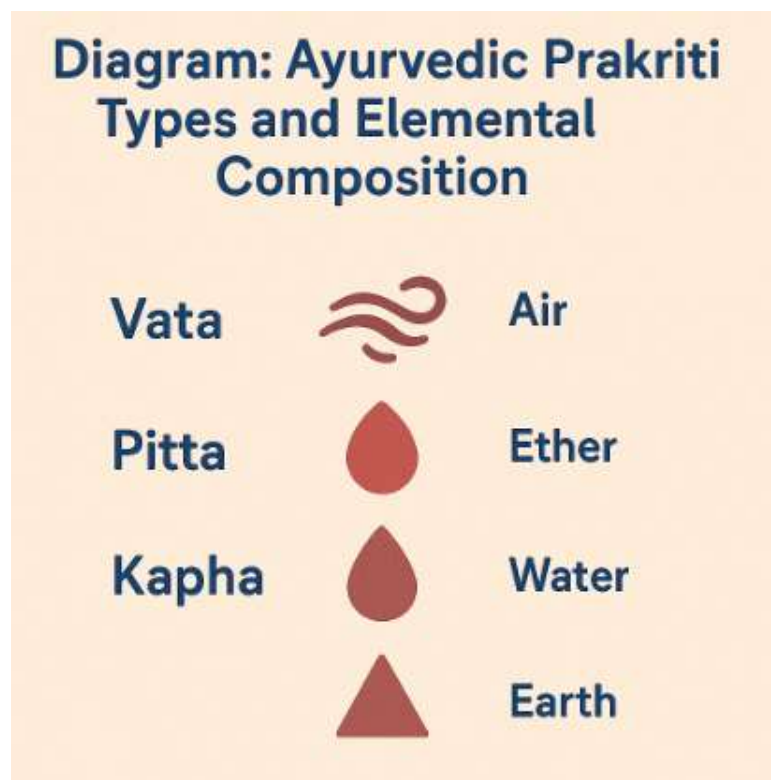 Diagram: Ayurvedic Prakriti
Types and Elemental
Composition
Vata
Air
Pitta
Ether
Kapha
Water
Earth